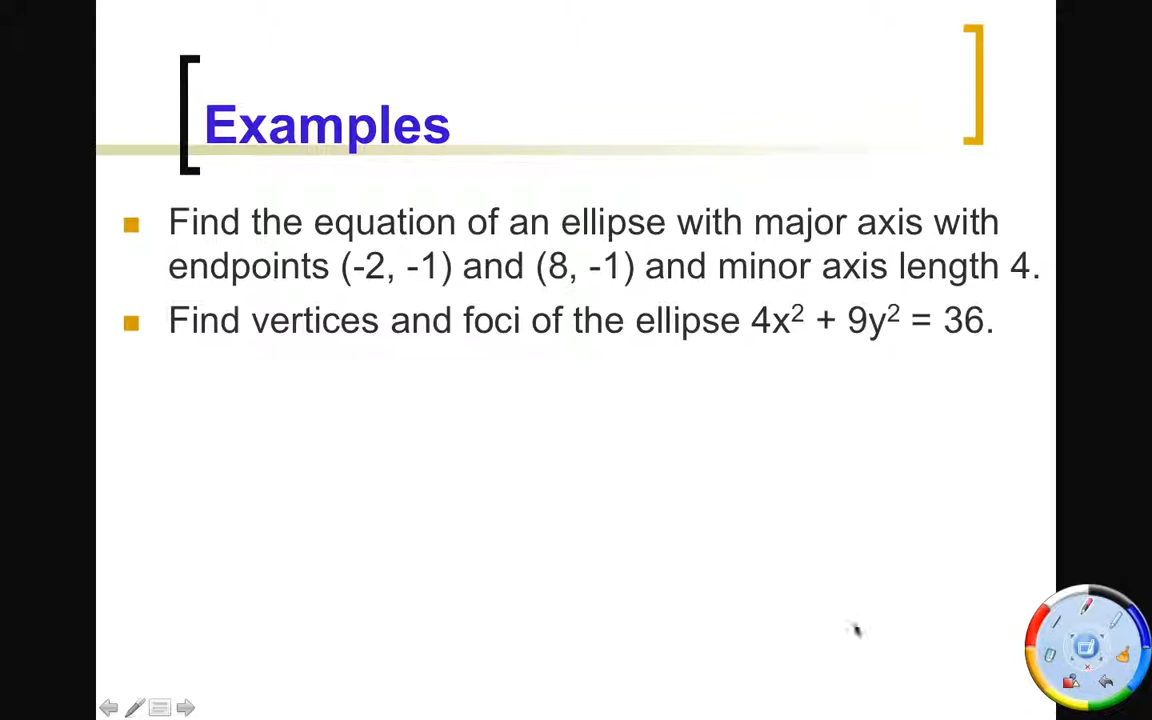 Examples
Find the equation of an ellipse with major axis with
endpoints (-2, -1) and (8, -1) and minor axis length 4.
Find vertices and foci of the ellipse 4x² + 9y² = 36.